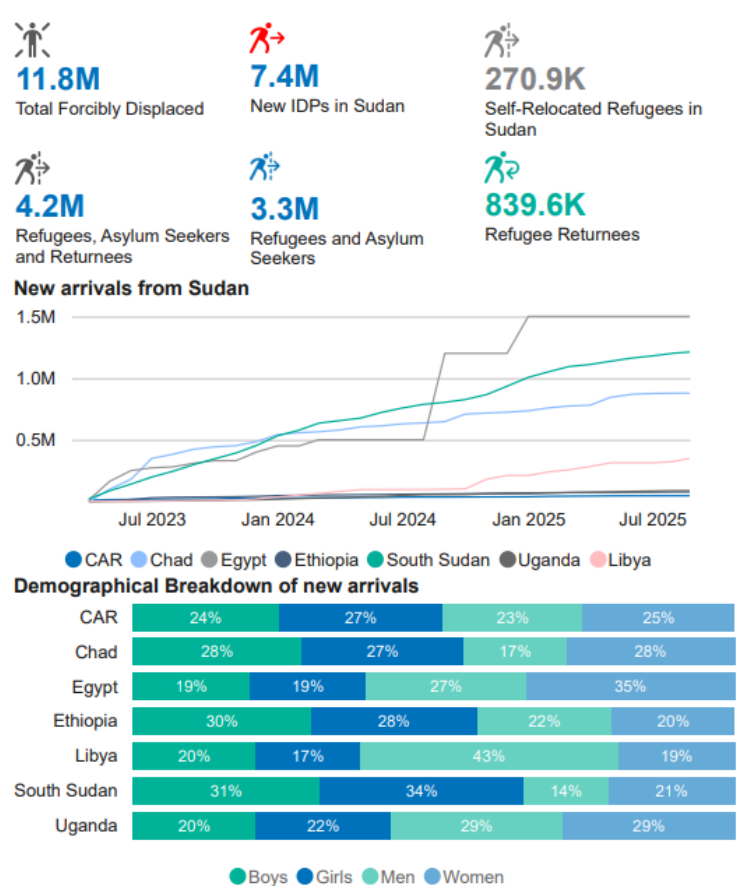 11.8M
Total Forcibly Displaced
7.4M
New IDPs in Sudan
270.9K
Self-Relocated Refugees in
Sudan
4.2M
Refugees, Asylum Seekers
and Returnees
3.3M
Refugees and Asylum
Seekers
839.6K
Refugee Returnees
New arrivals from Sudan
1.5M
1.0M
0.5M
Jul 2023 Jan 2024 Jul 2024 Jan 2025 Jul 2025
CAR Chad Egypt Ethiopia South Sudan Uganda Libya
Demographical Breakdown of new arrivals
CAR 24% 27% 23% 25%
Chad 28% 27% 17% 28%
Egypt 19% 19% 27% 35%
Ethiopia 30% 28% 22% 20%
Libya 20% 17% 43% 19%
South Sudan 31% 34% 14% 21%
Uganda 20% 22% 29% 29%
Boys Girls Men Women